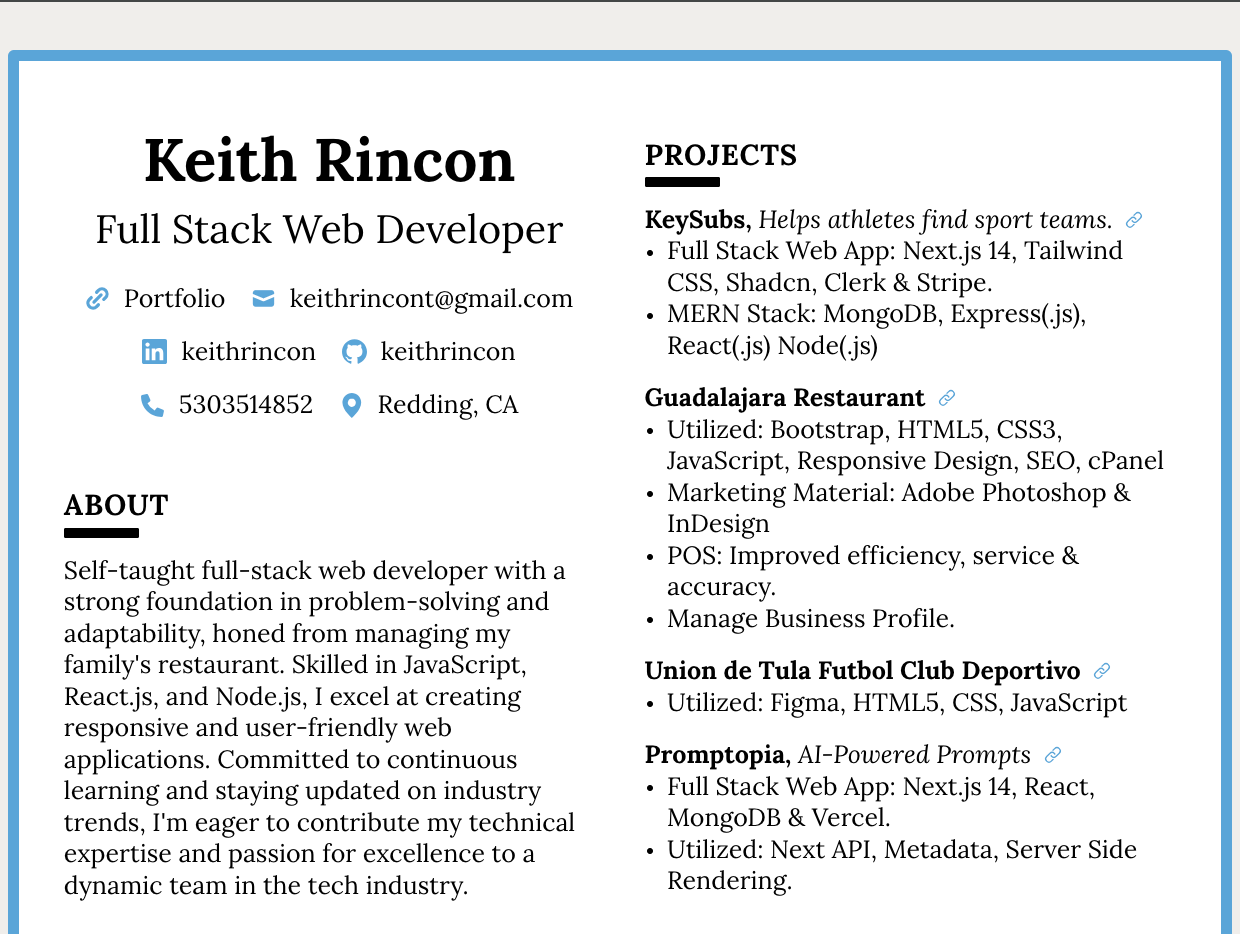 Keith Rincon
Full Stack Web Developer
Portfolio keithrincont@gmail.com
keithrincon keithrincon
5303514852 Redding, CA
ABOUT
Self-taught full-stack web developer with a
strong foundation in problem-solving and
adaptability, honed from managing my
family's restaurant. Skilled in JavaScript,
React.js, and Node.js, I excel at creating
responsive and user-friendly web
applications. Committed to continuous
learning and staying updated on industry
trends, I'm eager to contribute my technical
expertise and passion for excellence to a
dynamic team in the tech industry.
PROJECTS
KeySubs, Helps athletes find sport teams.
• Full Stack Web App: Next.js 14, Tailwind
CSS, Shadcn, Clerk & Stripe.
• MERN Stack: MongoDB, Express(.js),
React(.js) Node(.js)
Guadalajara Restaurant
• Utilized: Bootstrap, HTML5, CSS3,
JavaScript, Responsive Design, SEO, cPanel
• Marketing Material: Adobe Photoshop &
InDesign
• POS: Improved efficiency, service &
accuracy.
• Manage Business Profile.
Union de Tula Futbol Club Deportivo
• Utilized: Figma, HTML5, CSS, JavaScript
Promptopia, AI-Powered Prompts
• Full Stack Web App: Next.js 14, React,
MongoDB & Vercel.
• Utilized: Next API, Metadata, Server Side
Rendering.